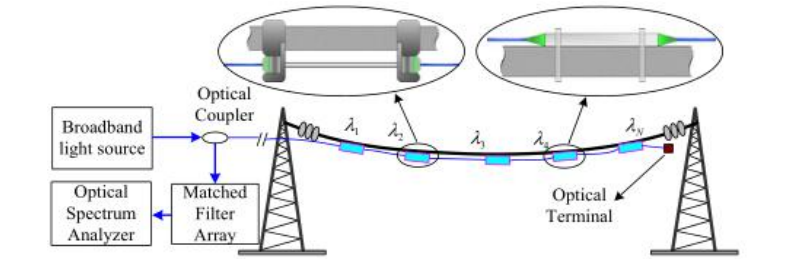 Optical
Coupler
Broadband
light source
λ1
λ2
λ3
λ4
λN
Optical
Spectrum
Analyzer
Matched
Filter
Array
Optical
Terminal